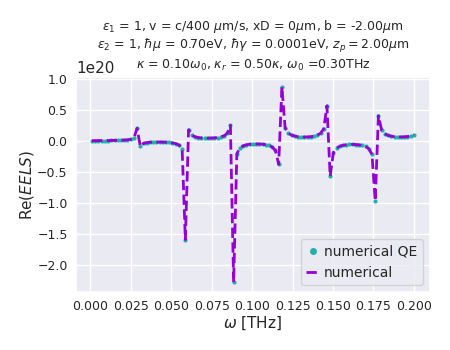 ε₁ = 1, v = c/400 μm/s, xD = 0μm, b = -2.00μm
ε₂ = 1, ℏμ = 0.70eV, ℏγ = 0.0001eV, zₚ = 2.00μm
κ = 0.10ω₀, κᵣ = 0.50κ, ω₀ =0.30THz
1e20
1.0
0.5
0.0
−0.5
−1.0
−1.5
−2.0
Re(EELS)
numerical QE
numerical
0.000 0.025 0.050 0.075 0.100 0.125 0.150 0.175 0.200
ω [THz]